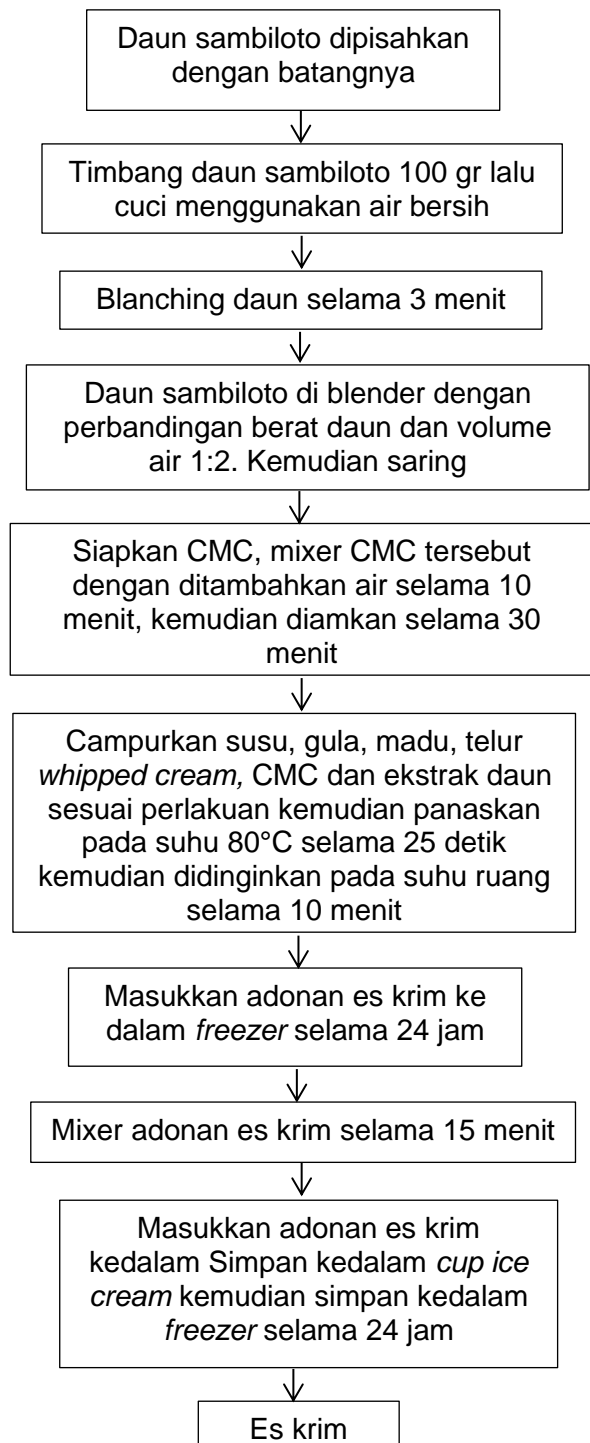 Daun sambiloto dipisahkan
dengan batangnya
Timbang daun sambiloto 100 gr lalu
cuci menggunakan air bersih
Blanching daun selama 3 menit
Daun sambiloto di blender dengan
perbandingan berat daun dan volume
air 1:2. Kemudian saring
Siapkan CMC, mixer CMC tersebut
dengan ditambahkan air selama 10
menit, kemudian diamkan selama 30
menit
Campurkan susu, gula, madu, telur
whipped cream, CMC dan ekstrak daun
sesuai perlakuan kemudian panaskan
pada suhu 80°C selama 25 detik
kemudian didinginkan pada suhu ruang
selama 10 menit
Masukkan adonan es krim ke
dalam freezer selama 24 jam
Mixer adonan es krim selama 15 menit
Masukkan adonan es krim
kedalam Simpan kedalam cup ice
cream kemudian simpan kedalam
freezer selama 24 jam
Es krim